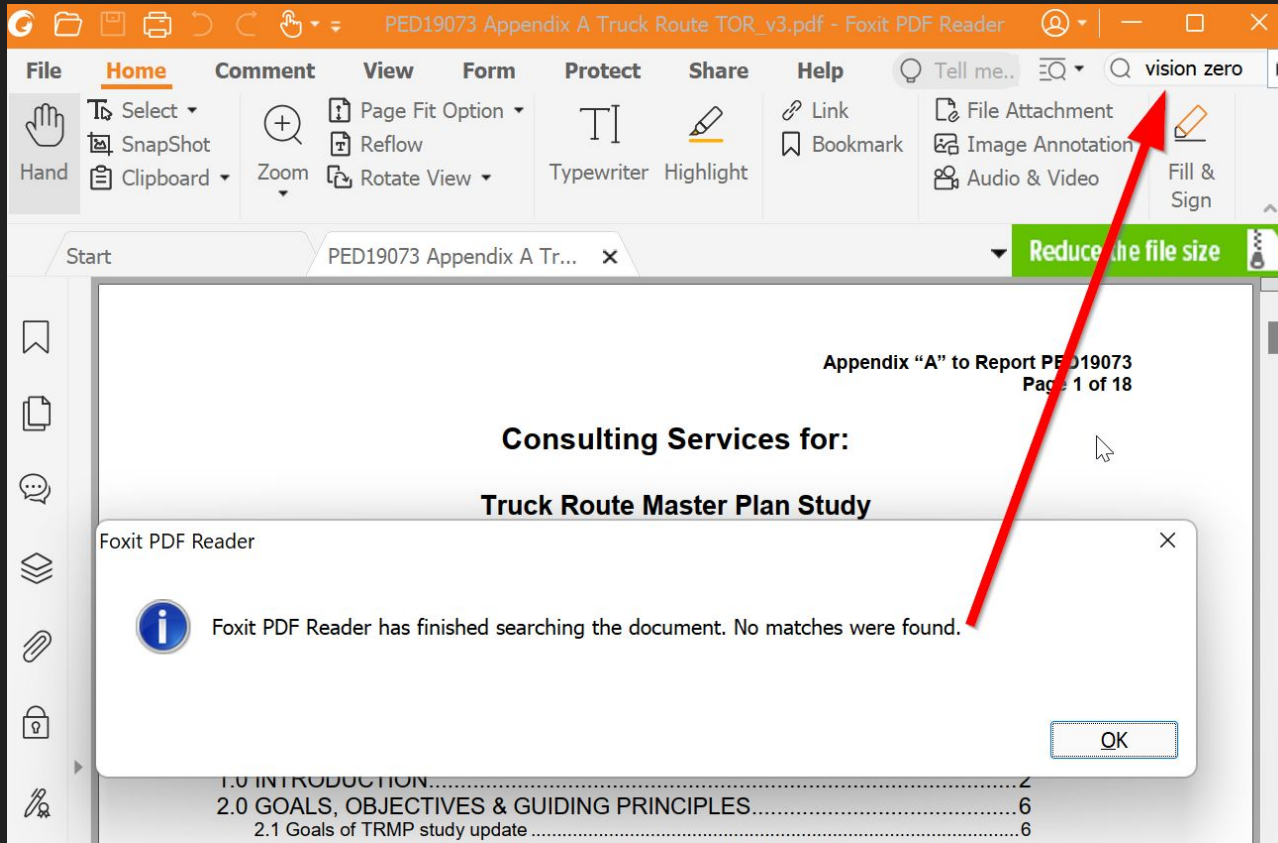 PED19073 Appendix A Truck Route TOR_v3.pdf - Foxit PDF Reader
File Home Comment View Form Protect Share Help Tell me.. vision zero
Hand
Select
SnapShot
Clipboard
Zoom
Page Fit Option
Reflow
Rotate View
Typewriter
Highlight
Link
Bookmark
File Attachment
Image Annotation
Audio & Video
Fill &
Sign
Start
PED19073 Appendix A Tr...
Reduce the file size
Appendix “A” to Report PED19073
Page 1 of 18
Consulting Services for:
Truck Route Master Plan Study
Foxit PDF Reader
Foxit PDF Reader has finished searching the document. No matches were found.
OK
1.0 INTRODUCTION....................................................................2
2.0 GOALS, OBJECTIVES & GUIDING PRINCIPLES.......................................6
2.1 Goals of TRMP study update..............................................................................6